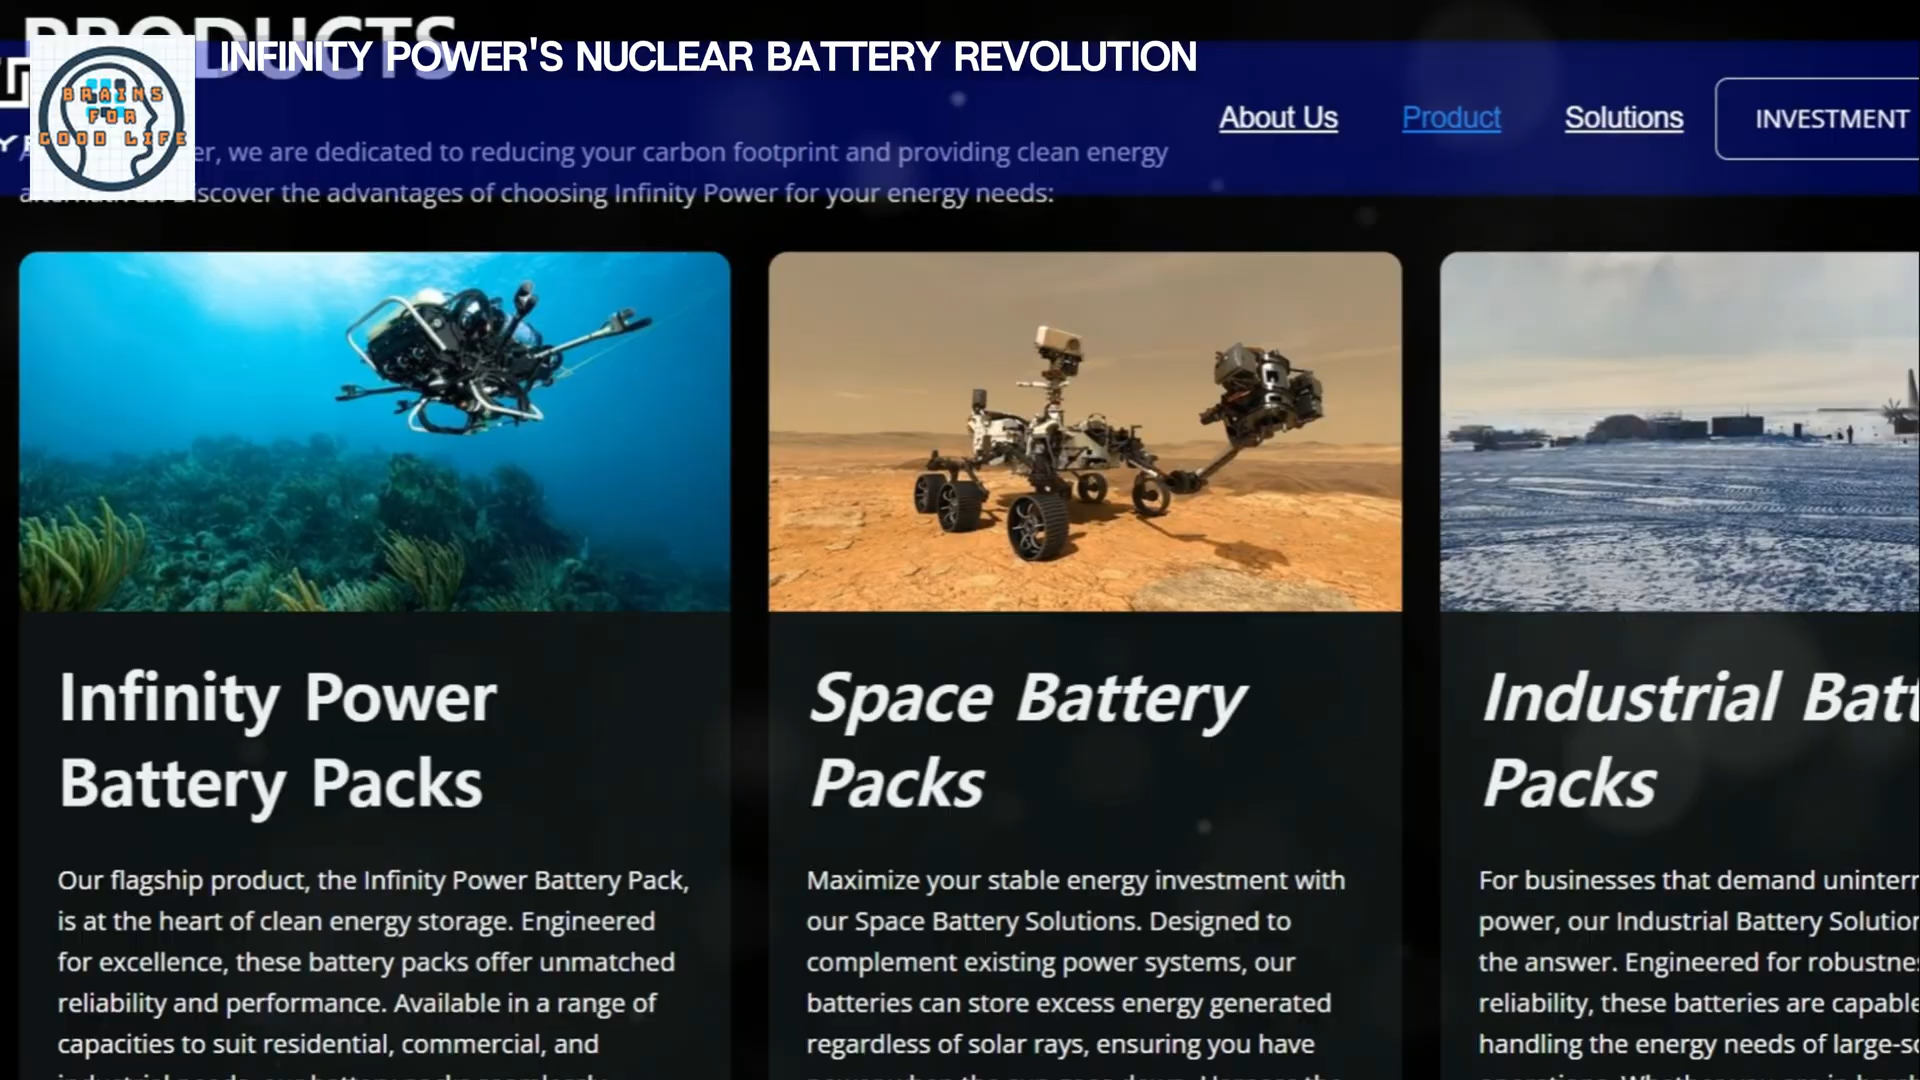 PRODUCTS
INFINITY POWER'S NUCLEAR BATTERY REVOLUTION
BRAINS
FOR
GOOD LIFE
About Us
Product
Solutions
INVESTMENT
we are dedicated to reducing your carbon footprint and providing clean energy
the advantages of choosing Infinity Power for your energy needs:
Infinity Power
Battery Packs
Our flagship product, the Infinity Power Battery Pack,
is at the heart of clean energy storage. Engineered
for excellence, these battery packs offer unmatched
reliability and performance. Available in a range of
capacities to suit residential, commercial, and
Space Battery
Packs
Maximize your stable energy investment with
our Space Battery Solutions. Designed to
complement existing power systems, our
batteries can store excess energy generated
regardless of solar rays, ensuring you have
Industrial Batt
Packs
For businesses that demand uninterr
power, our Industrial Battery Solution
the answer. Engineered for robustne
reliability, these batteries are capable
handling the energy needs of large-sc